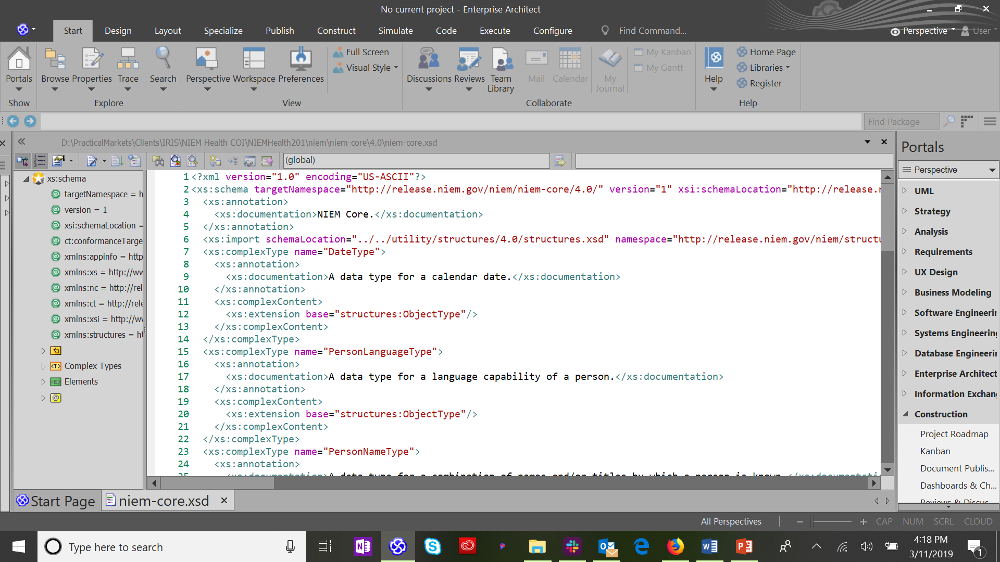 No current project - Enterprise Architect
Start Design Layout Specialize Publish Construct Simulate Code Execute Configure Find Command... Perspective User
Portals
Show
Browse Properties Trace Search
Explore
Perspective Workspace Preferences
Full Screen
Visual Style
View
Discussions Reviews Team Library Mail Calendar My Journal
My Kanban
My Gantt
Collaborate
Help
Home Page
Libraries
Register
Help
Find Package
D:\PracticalMarkets\Clients\IRIS\NIEM Health COI\NIEMHealth201\niem\niem-core\4.0\niem-core.xsd
(global)
xs:schema
targetNamespace = h
version = 1
xsi:schemaLocation =
ct:conformanceTarge
xmlns:appinfo = http
xmlns:xs = http://ww
xmlns:nc = http://rel
xmlns:ct = http://rele
xmlns:xsi = http://ww
xmlns:structures = ht
Complex Types
Elements
1 <?xml version="1.0" encoding="US-ASCII"?>
2 <xs:schema targetNamespace="http://release.niem.gov/niem/niem-core/4.0/" version="1" xsi:schemaLocation="http://release.n
3 <xs:annotation>
4 <xs:documentation>NIEM Core.</xs:documentation>
5 </xs:annotation>
6 <xs:import schemaLocation="../../utility/structures/4.0/structures.xsd" namespace="http://release.niem.gov/niem/structu
7 <xs:complexType name="DateType">
8 <xs:annotation>
9 <xs:documentation>A data type for a calendar date.</xs:documentation>
10 </xs:annotation>
11 <xs:complexContent>
12 <xs:extension base="structures:ObjectType"/>
13 </xs:complexContent>
14 </xs:complexType>
15 <xs:complexType name="PersonLanguageType">
16 <xs:annotation>
17 <xs:documentation>A data type for a language capability of a person.</xs:documentation>
18 </xs:annotation>
19 <xs:complexContent>
20 <xs:extension base="structures:ObjectType"/>
21 </xs:complexContent>
22 </xs:complexType>
23 <xs:complexType name="PersonNameType">
24 <xs:annotation>
25 <xs:documentation>A data type for a combination of names and/or titles by which a person is known.</xs:documentati
Portals
Perspective
UML
Strategy
Analysis
Requirements
UX Design
Business Modeling
Software Engineerin
Systems Engineering
Database Engineerin
Enterprise Architect
Information Exchan
Construction
Project Roadmap
Kanban
Document Publis...
Dashboards & Ch...
Reviews & Discus
Start Page
niem-core.xsd
All Perspectives CAP NUM SCRL CLOUD
Type here to search
4:18 PM
3/11/2019
1